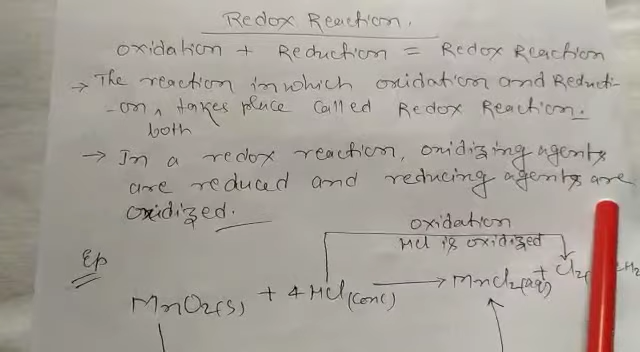 Redox Reaction.
Oxidation + Reduction = Redox Reaction
→ The reaction in which oxidation and Reducti-
-on, takes place called Redox Reaction.
both
→ In a redox reaction, oxidizing agents
are reduced and reducing agents are
oxidized.
oxidation
HCl is oxidized
Ep
MnO2(s) + 4HCl(conc) → MnCl2(aq) + Cl2(
H2